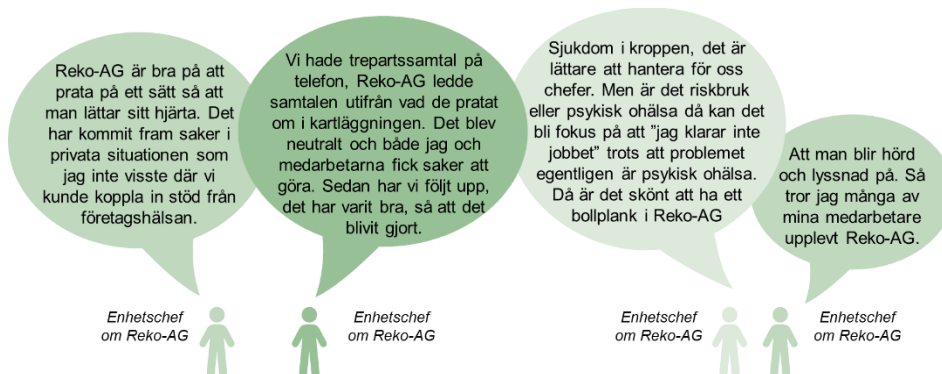 Reko-AG är bra på att
prata på ett sätt så att
man lättar sitt hjärta. Det
har kommit fram saker i
privata situationen som
jag inte visste där vi
kunde koppla in stöd från
företagshälsan.
Vi hade trepartssamtal på
telefon, Reko-AG ledde
samtalen utifrån vad de pratat
om i kartläggningen. Det blev
neutralt och både jag och
medarbetarna fick saker att
göra. Sedan har vi följt upp,
det har varit bra, så att det
blivit gjort.
Sjukdom i kroppen, det är
lättare att hantera för oss
chefer. Men är det riskbruk
eller psykisk ohälsa då kan det
bli fokus på att ”jag klarar inte
jobbet” trots att problemet
egentligen är psykisk ohälsa.
Då är det skönt att ha ett
bollplank i Reko-AG
Att man blir hörd
och lyssnad på. Så
tror jag många av
mina medarbetare
upplevt Reko-AG.
Enhetschef
om Reko-AG
Enhetschef
om Reko-AG
Enhetschef
om Reko-AG
Enhetschef
om Reko-AG